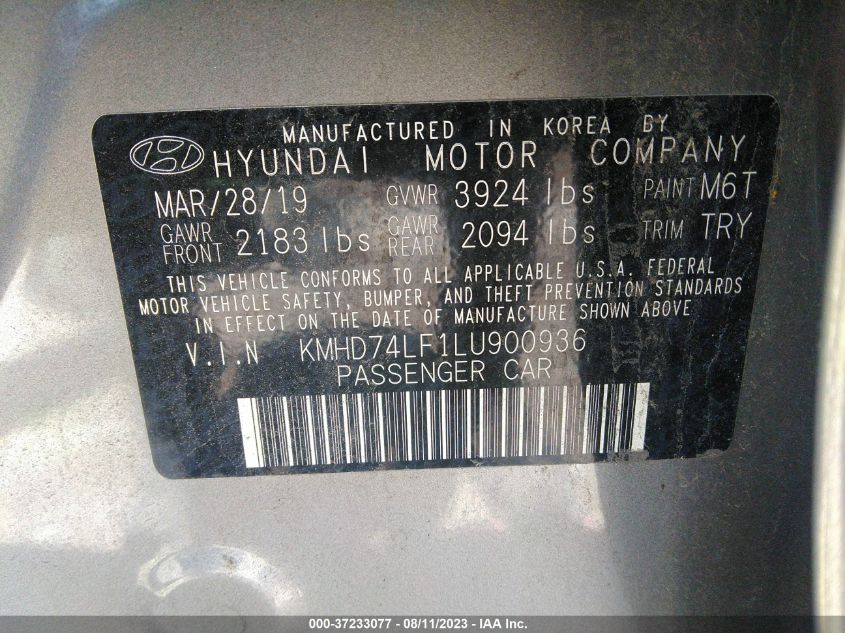 MANUFACTURED IN KOREA BY
HYUNDAI MOTOR COMPANY
MAR/28/19 GVWR 3924 lbs PAINT M6T
GAWR FRONT 2183 lbs GAWR REAR 2094 lbs TRIM TRY
THIS VEHICLE CONFORMS TO ALL APPLICABLE U.S.A. FEDERAL
MOTOR VEHICLE SAFETY, BUMPER, AND THEFT PREVENTION STANDARDS
IN EFFECT ON THE DATE OF MANUFACTURE SHOWN ABOVE
V.I.N KMHD74LF1LU900936
PASSENGER CAR
000-37233077 - 08/11/2023 - IAA Inc.